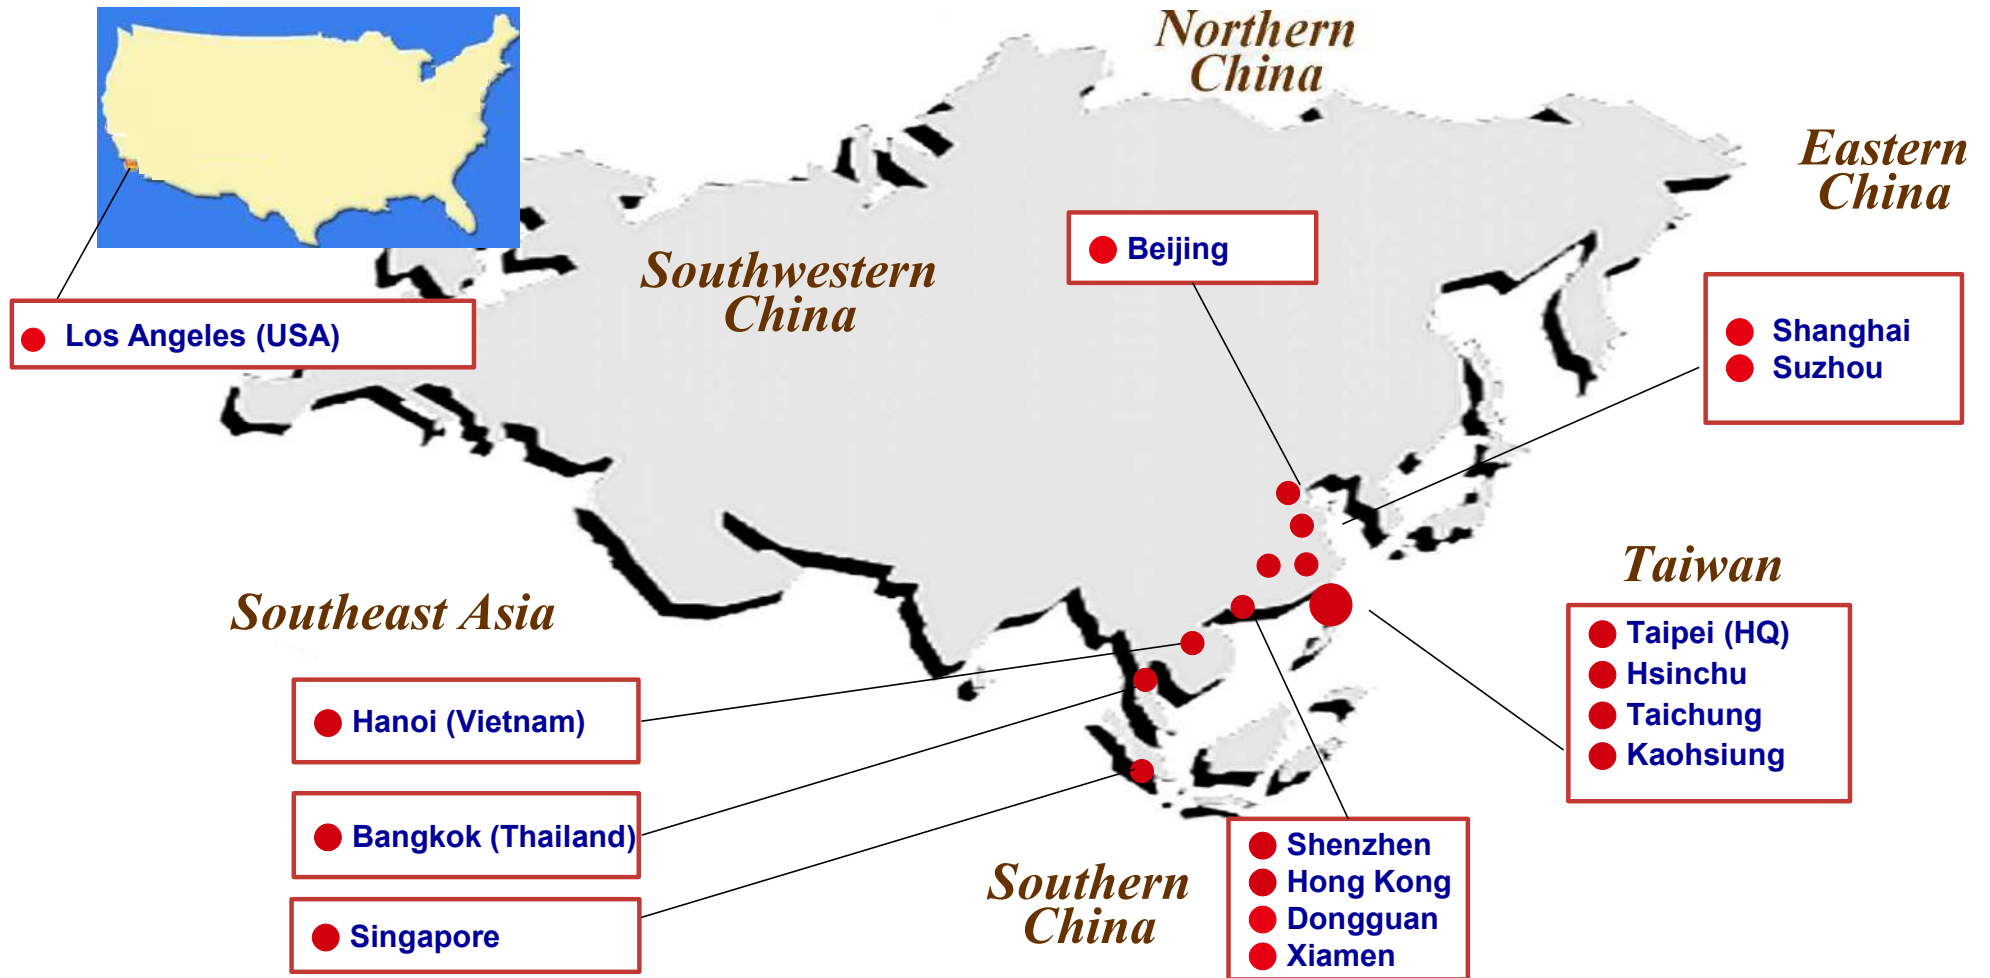 Northern
China
Eastern
China
Southwestern
China
Beijing
Los Angeles (USA)
Shanghai
Suzhou
Southeast Asia
Taiwan
Taipei (HQ)
Hsinchu
Taichung
Kaohsiung
Hanoi (Vietnam)
Bangkok (Thailand)
Singapore
Southern
China
Shenzhen
Hong Kong
Dongguan
Xiamen